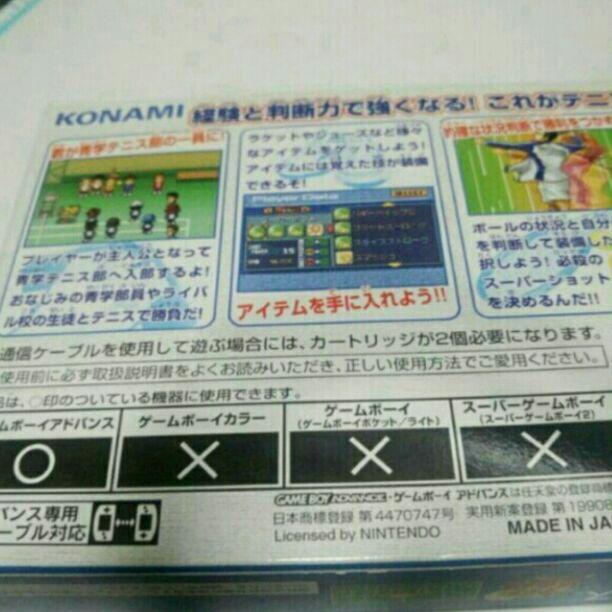 KONAMI 経験と判断力で強くなる! これがテニ
が青学テニス部の一員に!
プレイヤーが主人公となって
青学テニス部へ入部するよ!
おなじみの青学部員やライバ
ル校の生徒とテニスで勝負だ!
ラケットやジュースなど様々
なアイテムをゲットしよう!
アイテムには覚えた技が装備
できるぞ!
Player Data
アイテムを手に入れよう!!
な状況判断で勝利をつかめ
ボールの状況と自分
を判断して装備し
択しよう! 必殺の
スーパーショット
を決めるんだ!!
通信ケーブルを使用して遊ぶ場合には、カートリッジが2個必要になります。
使用前に必ず取扱説明書をよくお読みいただき、正しい使用方法でご愛用ください。
は、○印のついている機器に使用できます。
ームボーイアドバンス
ゲームボーイカラー
ゲームボーイ
(ゲームボーイポケット/ライト)
スーパーゲームボーイ
(スーパーゲームボーイ2)
○ × × ×
バンス専用
ーブル対応
GAME BOY ADVANCE・ゲームボーイ アドバンスは任天堂の登録商
日本商標登録 第4470747号 実用新案登録 第19908
Licensed by NINTENDO
MADE IN JA